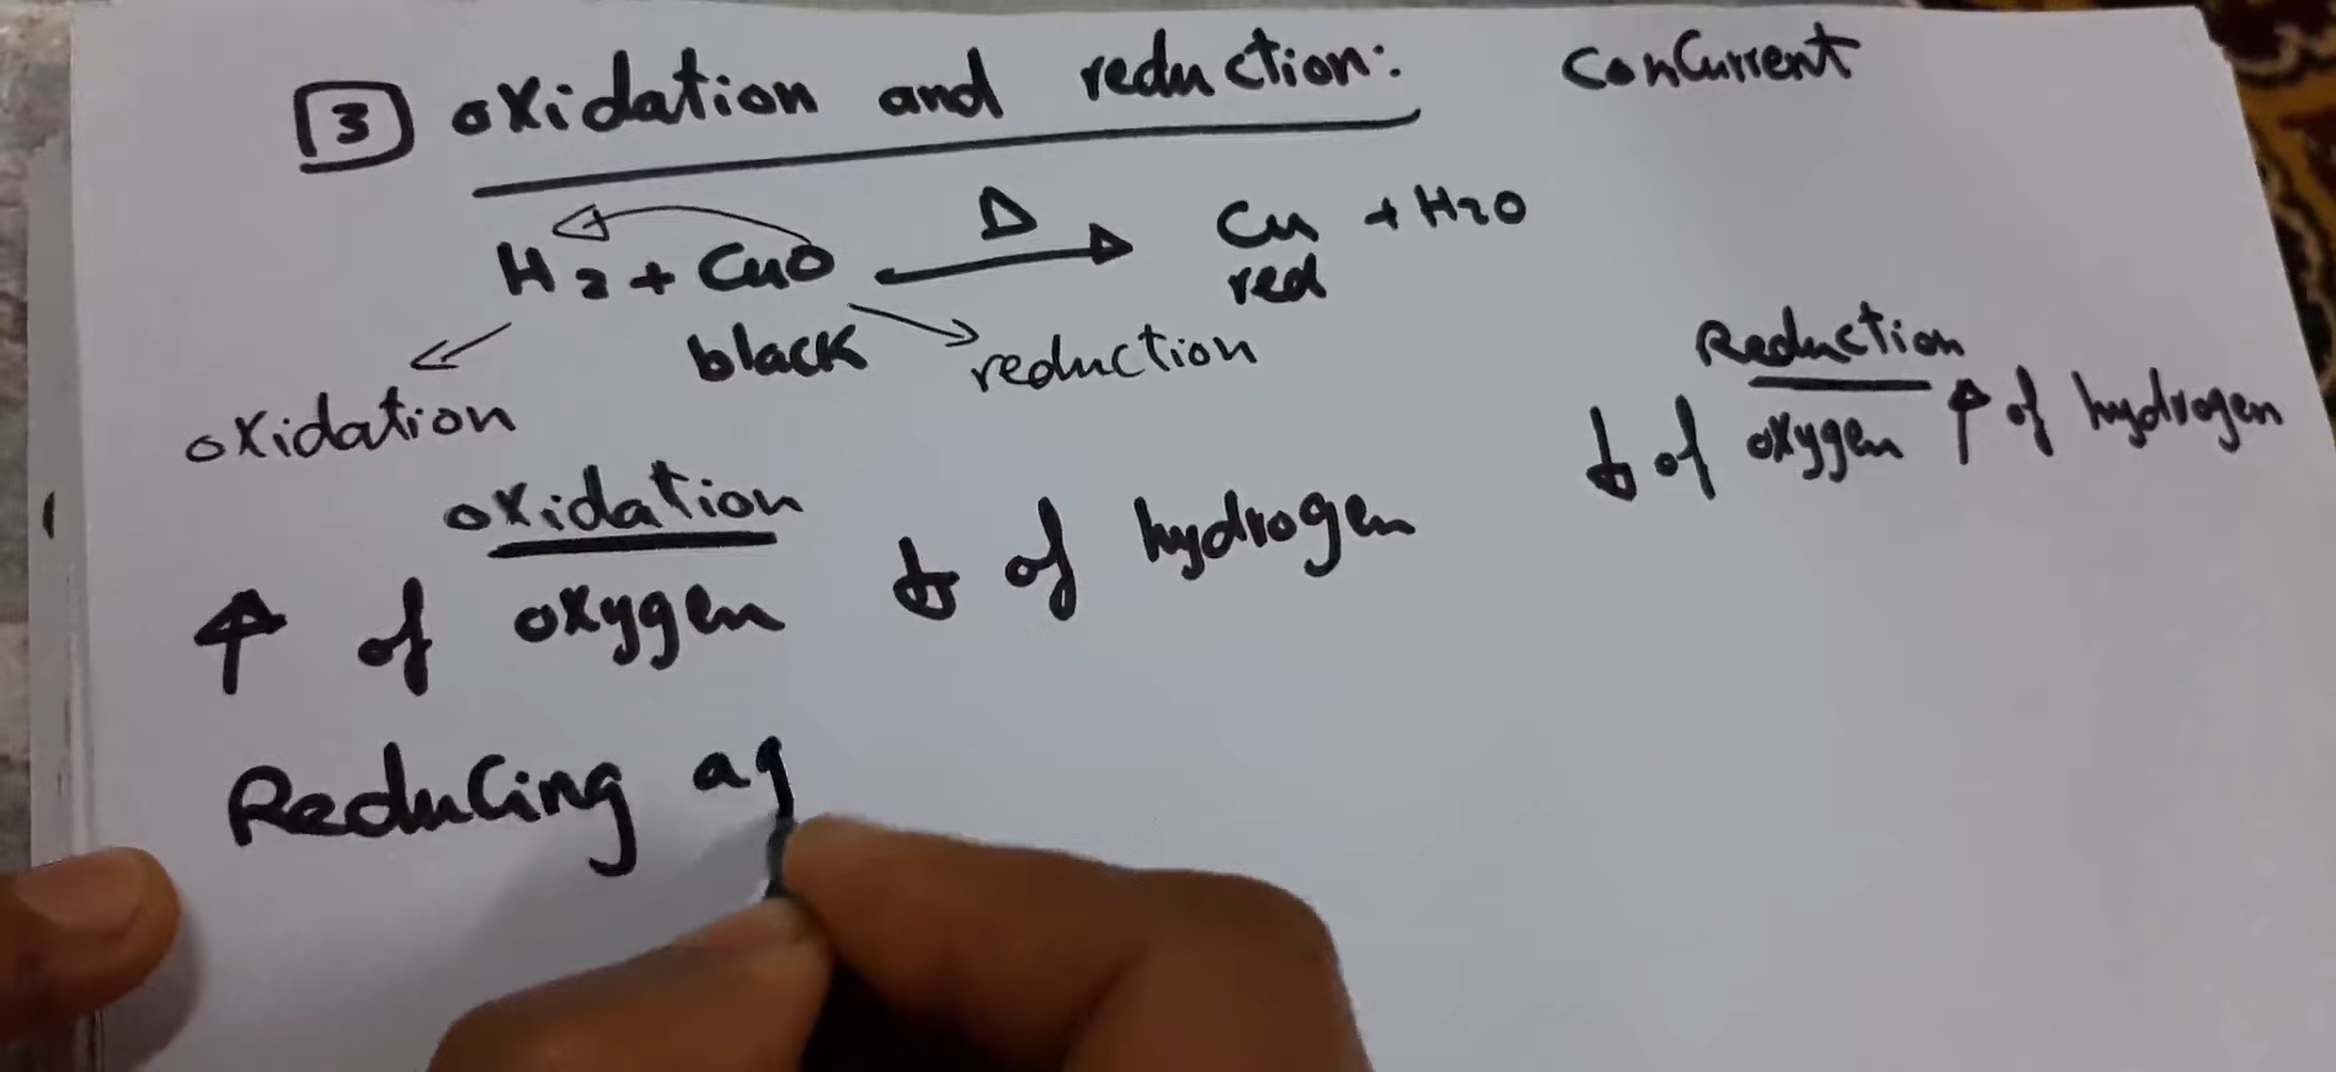 3 oxidation and reduction: Concurrent
H2 + CuO Δ Cu + H2O
black red
oxidation reduction
Reduction
↓ of oxygen ↑ of hydrogen
oxidation
↑ of oxygen ↓ of hydrogen
Reducing ag